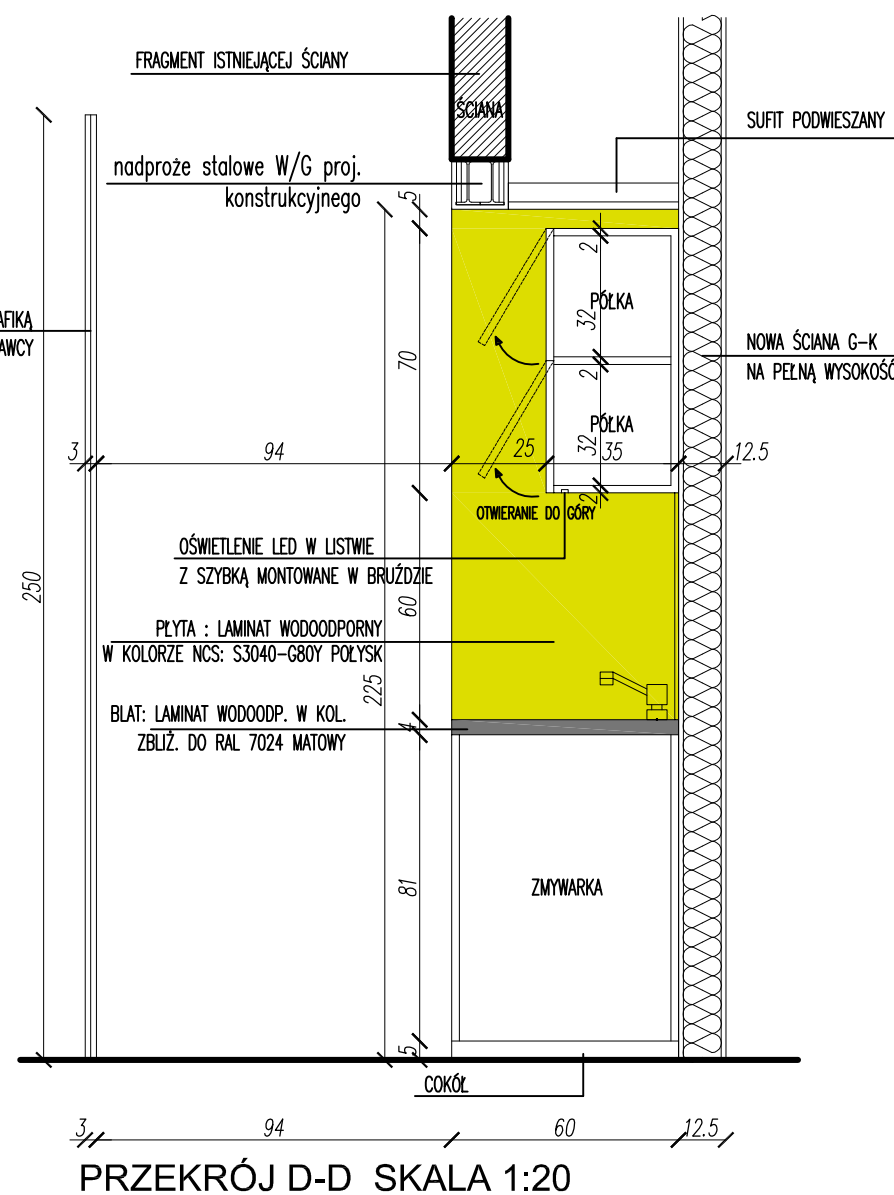 FRAGMENT ISTNIEJĄCEJ ŚCIANY
ŚCIANA
SUFIT PODWIESZANY
nadproże stalowe W/G proj.
konstrukcyjnego
5
2
PÓŁKA
32
AFIKĄ
AWCY
NOWA ŚCIANA G-K
NA PEŁNĄ WYSOKOŚĆ
70
2
PÓŁKA
32
3
94
25
35
12.5
2
OTWIERANIE DO GÓRY
OŚWIETLENIE LED W LISTWIE
Z SZYBKĄ MONTOWANE W BRUŹDZIE
250
60
PŁYTA : LAMINAT WODOODPORNY
W KOLORZE NCS: S3040-G80Y POŁYSK
225
BLAT: LAMINAT WODOODP. W KOL.
ZBLIŻ. DO RAL 7024 MATOWY
4
81
ZMYWARKA
5
COKÓŁ
3
94
60
12.5
PRZEKRÓJ D-D SKALA 1:20